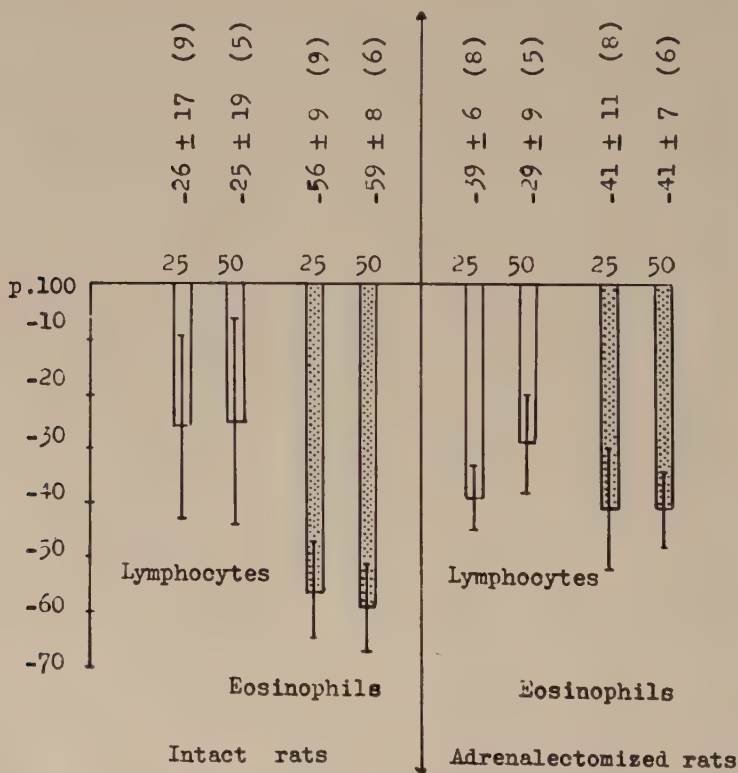 -26 ± 17 (9)
-25 ± 19 (5)
-56 ± 9 (9)
-59 ± 8 (6)
-39 ± 6 (8)
-29 ± 9 (5)
-41 ± 11 (8)
-41 ± 7 (6)
25 50 25 50 25 50 25 50
p.100
-10
-20
-30
-40
-50
-60
-70
Lymphocytes
Lymphocytes
Eosinophils
Eosinophils
Intact rats
Adrenalectomized rats